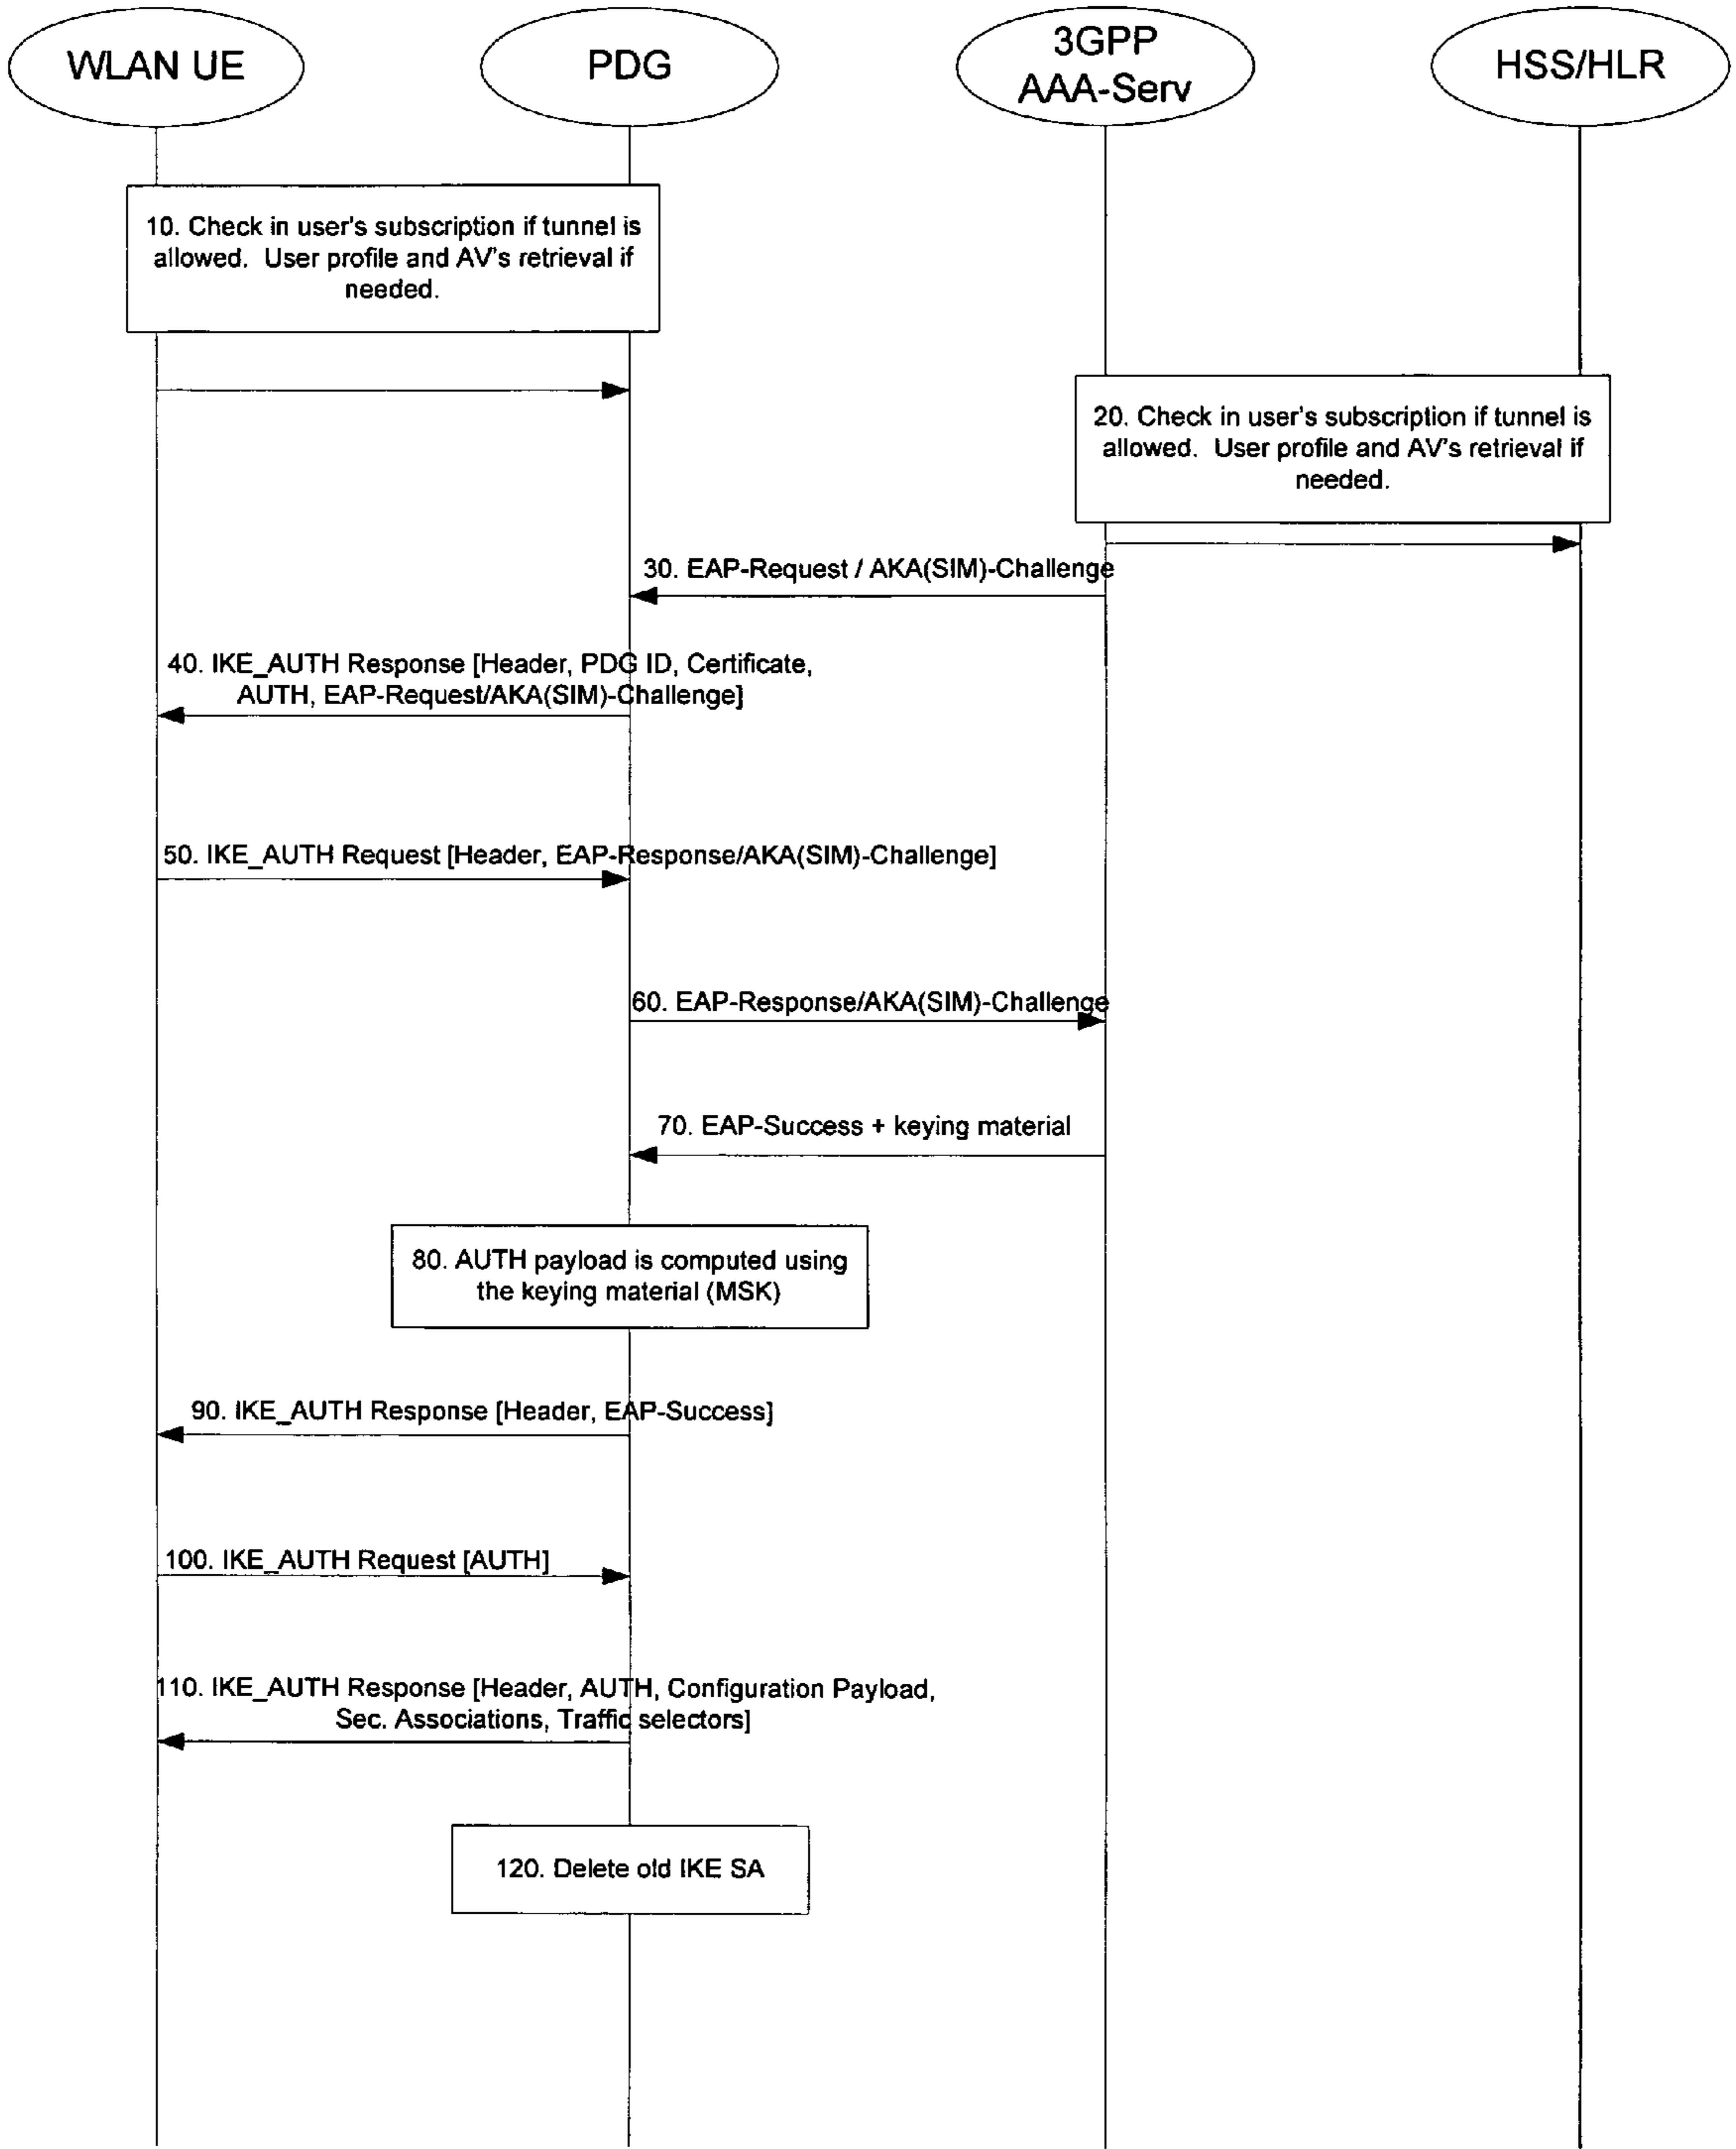 WLAN UE
PDG
3GPP
AAA-Serv
HSS/HLR
10. Check in user's subscription if tunnel is
allowed. User profile and AV's retrieval if
needed.
20. Check in user's subscription if tunnel is
allowed. User profile and AV's retrieval if
needed.
30. EAP-Request / AKA(SIM)-Challenge
40. IKE_AUTH Response [Header, PDG ID, Certificate,
AUTH, EAP-Request/AKA(SIM)-Challenge]
50. IKE_AUTH Request [Header, EAP-Response/AKA(SIM)-Challenge]
60. EAP-Response/AKA(SIM)-Challenge
70. EAP-Success + keying material
80. AUTH payload is computed using
the keying material (MSK)
90. IKE_AUTH Response [Header, EAP-Success]
100. IKE_AUTH Request [AUTH]
110. IKE_AUTH Response [Header, AUTH, Configuration Payload,
Sec. Associations, Traffic selectors]
120. Delete old IKE SA